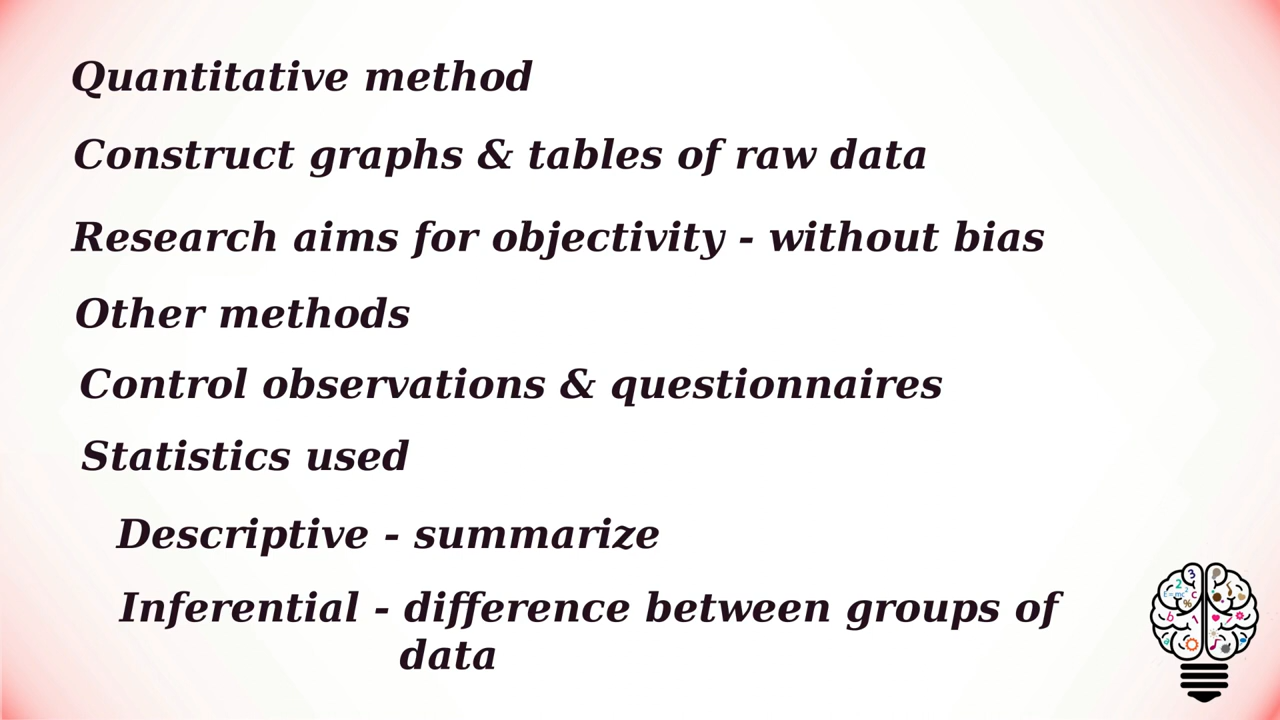 Quantitative method
Construct graphs & tables of raw data
Research aims for objectivity - without bias
Other methods
Control observations & questionnaires
Statistics used
Descriptive - summarize
Inferential - difference between groups of
data